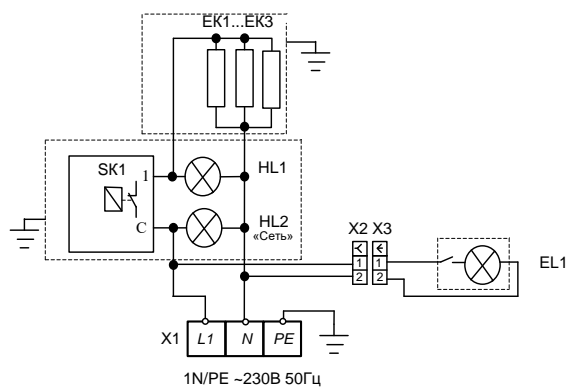 ЕК1...ЕК3
SK1
1
HL1
C
HL2
«Сеть»
X2 X3
1 1
2 2
EL1
X1 L1 N PE
1N/PE ~230В 50Гц